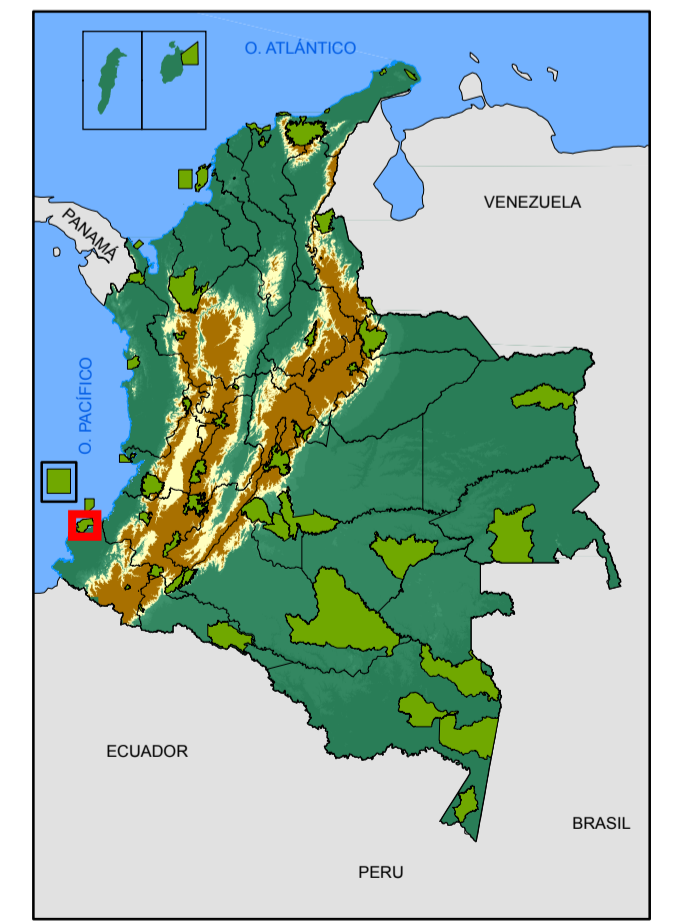 O. ATLÁNTICO
VENEZUELA
PANAMÁ
O. PACÍFICO
ECUADOR
BRASIL
PERU